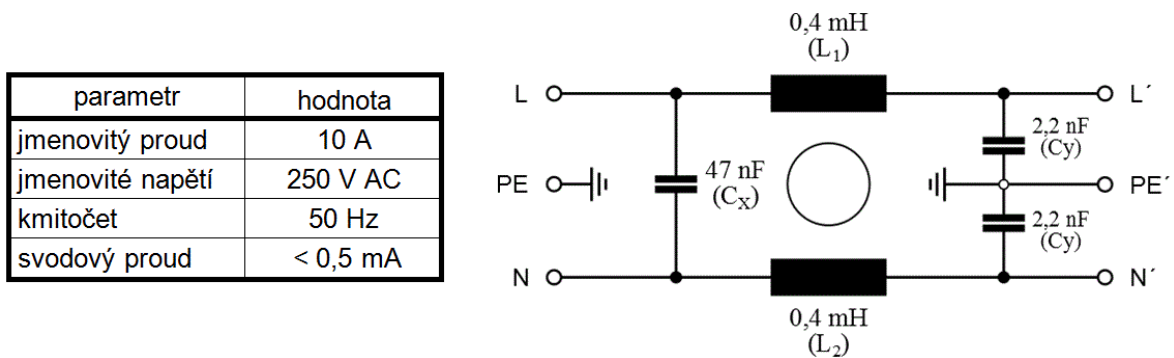 parametr hodnota
jmenovitý proud 10 A
jmenovité napětí 250 V AC
kmitočet 50 Hz
svodový proud < 0,5 mA
0,4 mH
(L₁)
L L´
2,2 nF
(Cy)
PE
47 nF
(Cₓ)
PE´
2,2 nF
(Cy)
N N´
0,4 mH
(L₂)